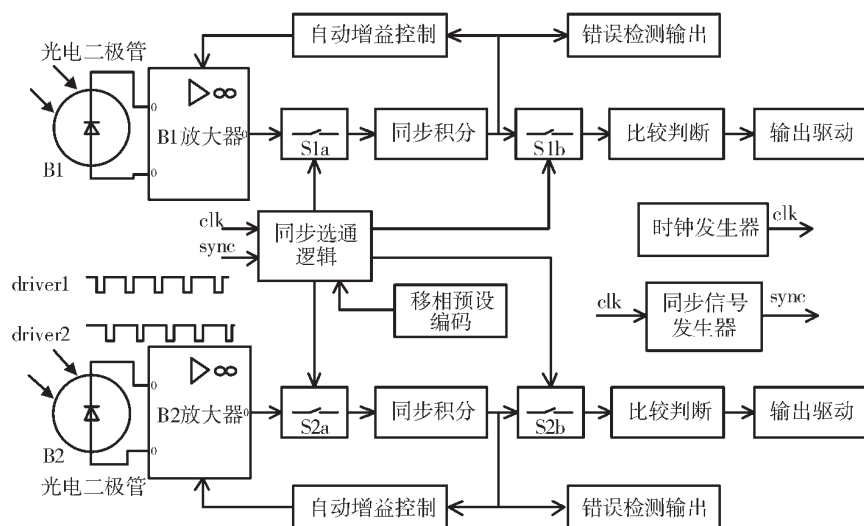 自动增益控制
错误检测输出
光电二极管
▷∞
B1放大器
B1
S1a
同步积分
S1b
比较判断
输出驱动
clk
sync
同步选通
逻辑
时钟发生器
clk
driver1
移相预设
编码
clk
同步信号
发生器
sync
driver2
▷∞
B2放大器
B2
S2a
同步积分
S2b
比较判断
输出驱动
光电二极管
自动增益控制
错误检测输出